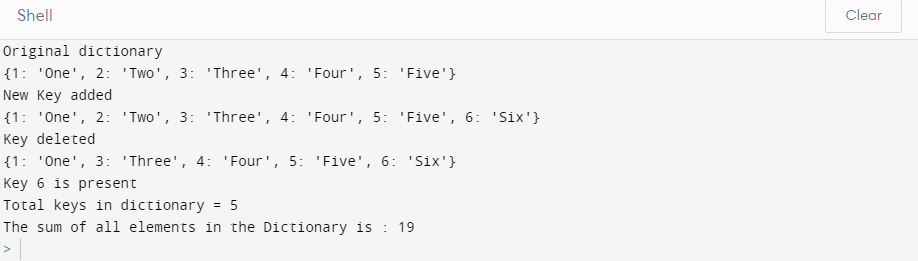 Shell
Clear
Original dictionary
{1: 'One', 2: 'Two', 3: 'Three', 4: 'Four', 5: 'Five'}
New Key added
{1: 'One', 2: 'Two', 3: 'Three', 4: 'Four', 5: 'Five', 6: 'Six'}
Key deleted
{1: 'One', 3: 'Three', 4: 'Four', 5: 'Five', 6: 'Six'}
Key 6 is present
Total keys in dictionary = 5
The sum of all elements in the Dictionary is : 19
>